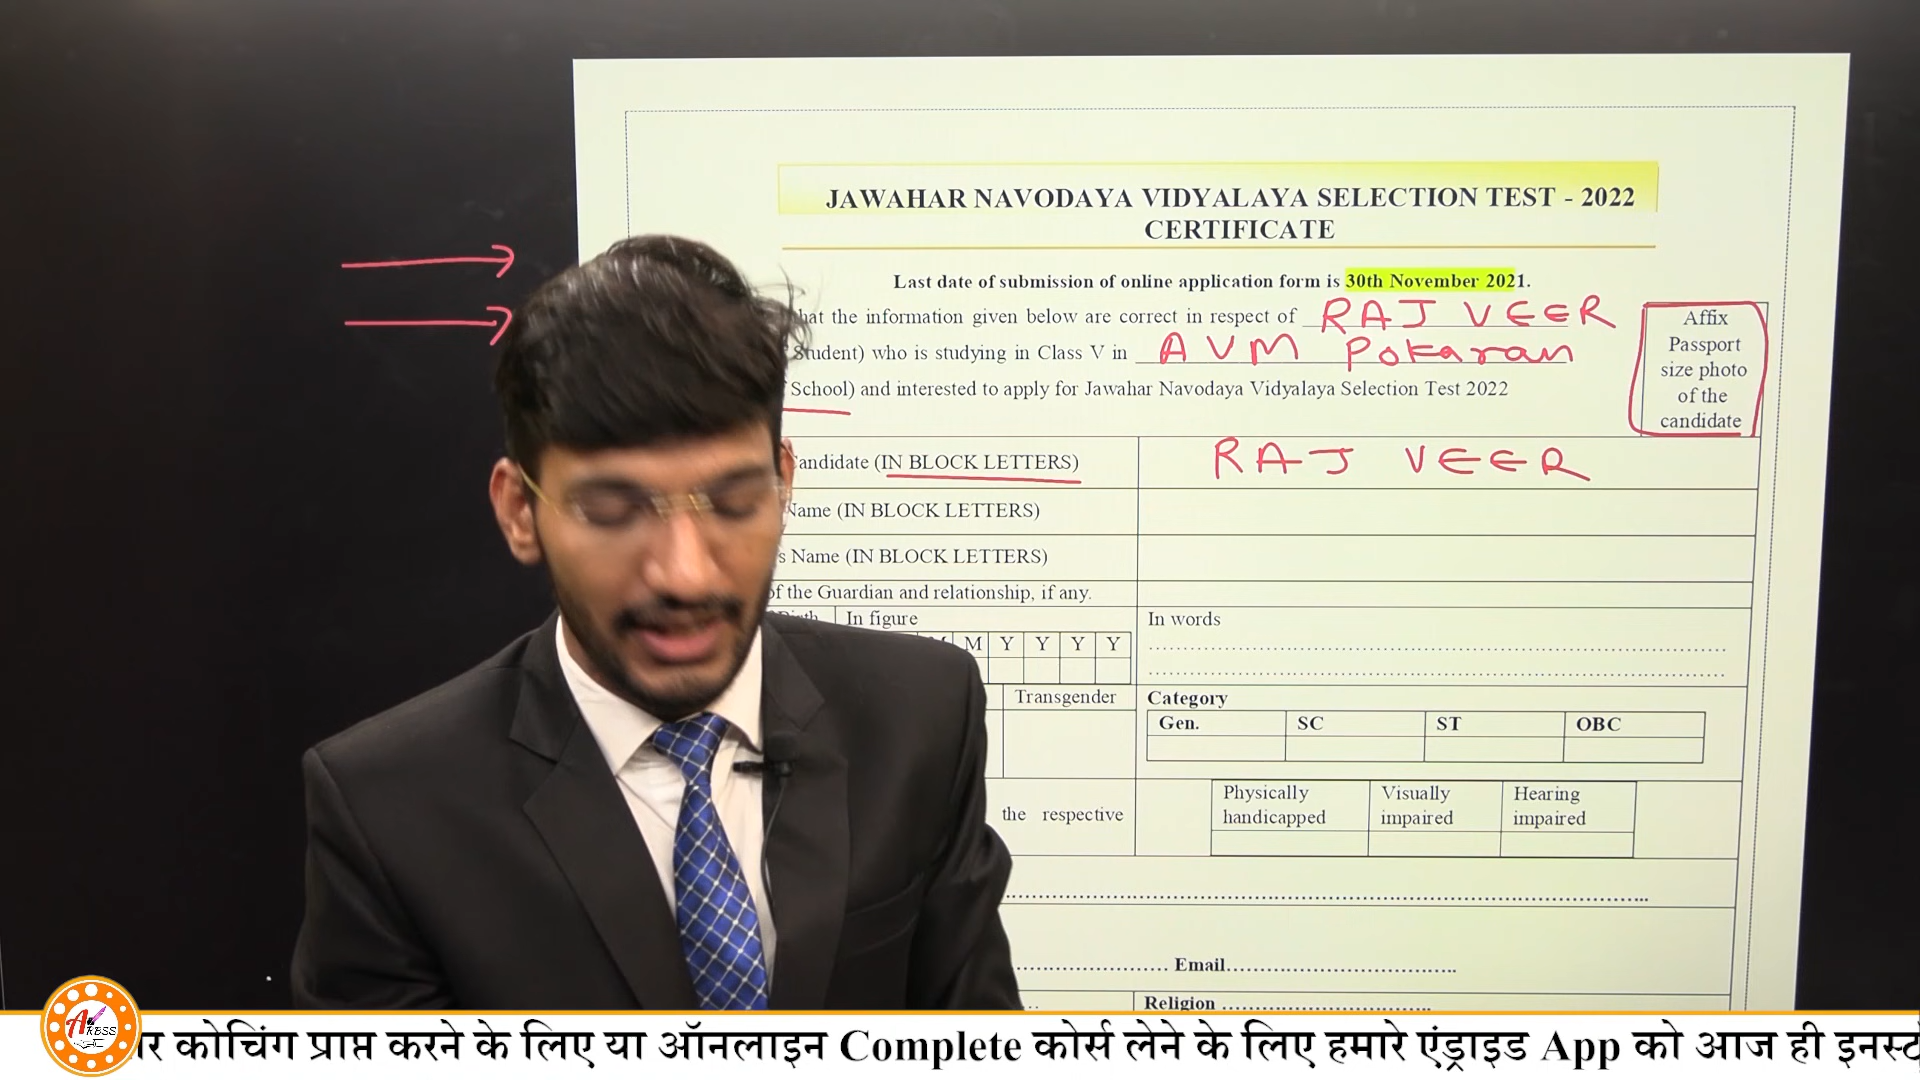 JAWAHAR NAVODAYA VIDYALAYA SELECTION TEST - 2022
CERTIFICATE
Last date of submission of online application form is 30th November 2021.
that the information given below are correct in respect of RAJ VEER
Student) who is studying in Class V in AVM Pokaran
School) and interested to apply for Jawahar Navodaya Vidyalaya Selection Test 2022
Affix
Passport
size photo
of the
candidate
Candidate (IN BLOCK LETTERS) RAJ VEER
Name (IN BLOCK LETTERS)
s Name (IN BLOCK LETTERS)
of the Guardian and relationship, if any.
Birth In figure In words
M M Y Y Y Y
Transgender Category
Gen. SC ST OBC
the respective
Physically handicapped
Visually impaired
Hearing impaired
Email
Religion
ARESS
र कोचिंग प्राप्त करने के लिए या ऑनलाइन Complete कोर्स लेने के लिए हमारे एंड्राइड App को आज ही इनस्ट